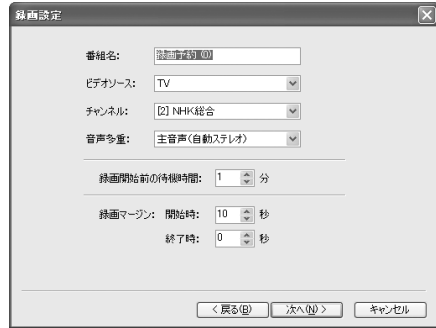 録画設定
番組名: 録画予約 (0)
ビデオソース: TV
チャンネル: [2] NHK総合
音声多重: 主音声(自動ステレオ)
録画開始前の待機時間: 1 分
録画マージン: 開始時: 10 秒
終了時: 0 秒
< 戻る(B) 次へ(N) > キャンセル